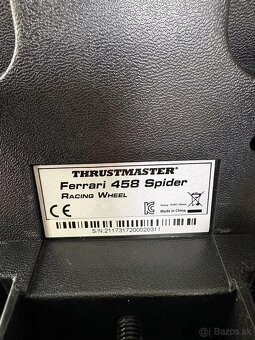 THRUSTMASTER®
Ferrari 458 Spider
RACING WHEEL
CE
Made in China
S/N:2117317200020311
bazos.sk